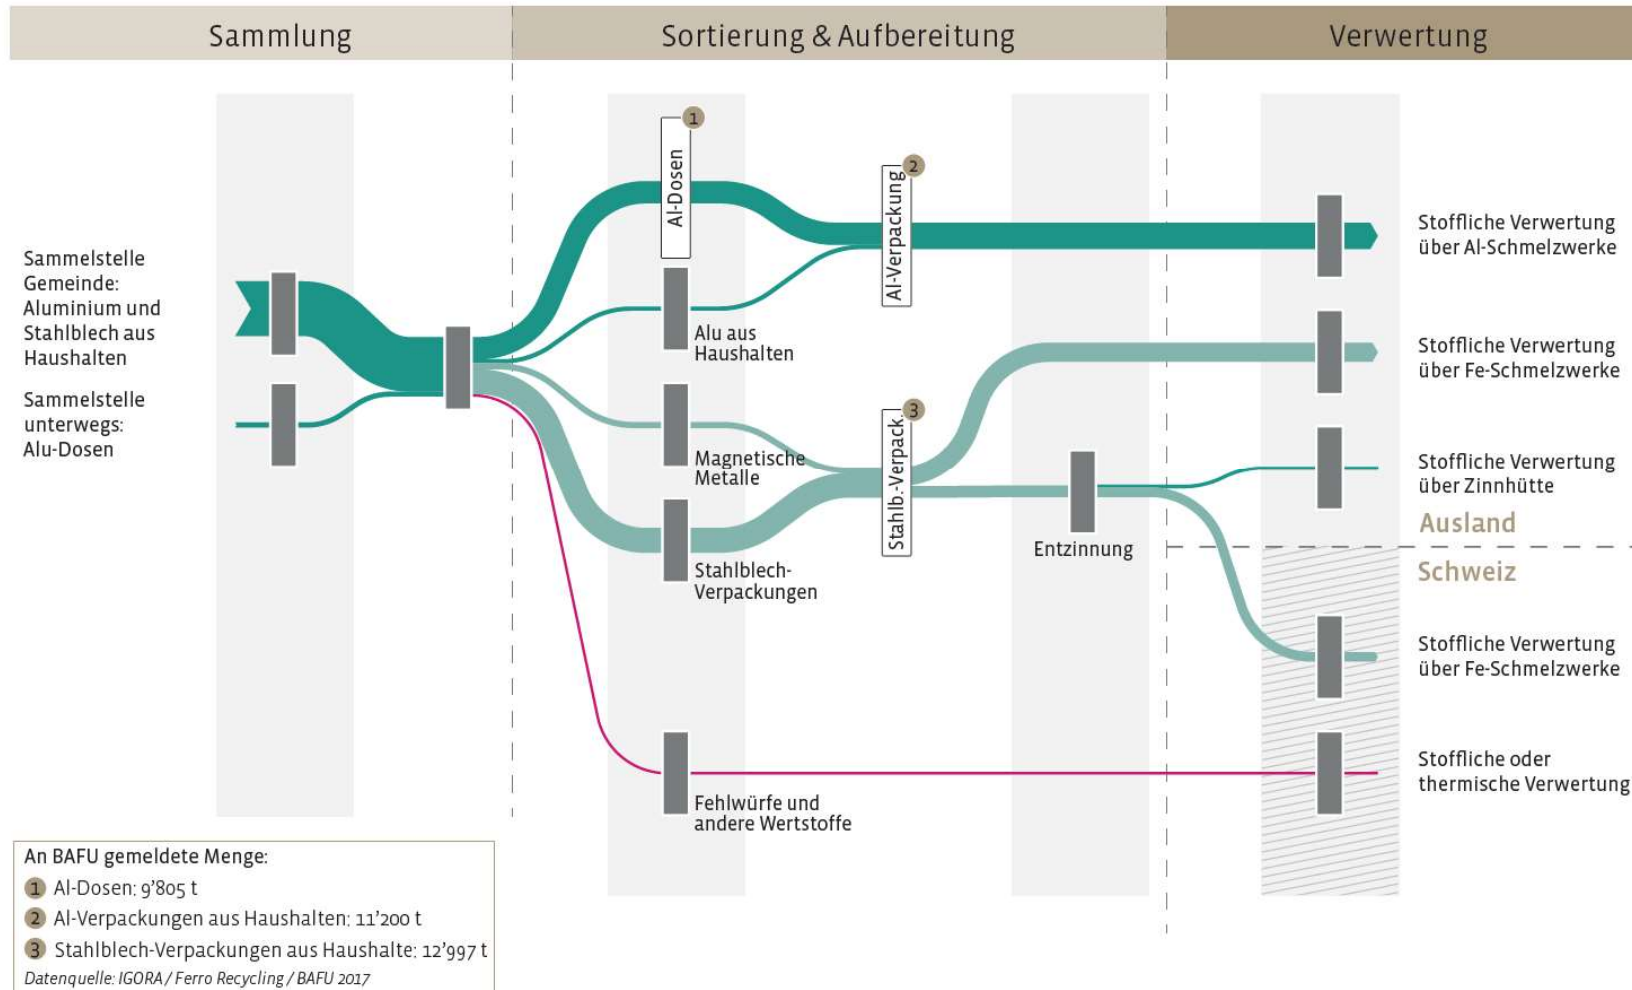 Sammlung
Sortierung & Aufbereitung
Verwertung
Sammelstelle
Gemeinde:
Aluminium und
Stahlblech aus
Haushalten
Sammelstelle
unterwegs:
Alu-Dosen
1
Al-Dosen
Alu aus
Haushalten
Magnetische
Metalle
Stahlblech-
Verpackungen
Fehlwürfe und
andere Wertstoffe
2
Al-Verpackung
3
Stahlb.-Verpack.
Entzinnung
Stoffliche Verwertung
über Al-Schmelzwerke
Stoffliche Verwertung
über Fe-Schmelzwerke
Stoffliche Verwertung
über Zinnhütte
Ausland
Schweiz
Stoffliche Verwertung
über Fe-Schmelzwerke
Stoffliche oder
thermische Verwertung
An BAFU gemeldete Menge:
1 Al-Dosen: 9’805 t
2 Al-Verpackungen aus Haushalten: 11’200 t
3 Stahlblech-Verpackungen aus Haushalte: 12’997 t
Datenquelle: IGORA / Ferro Recycling / BAFU 2017